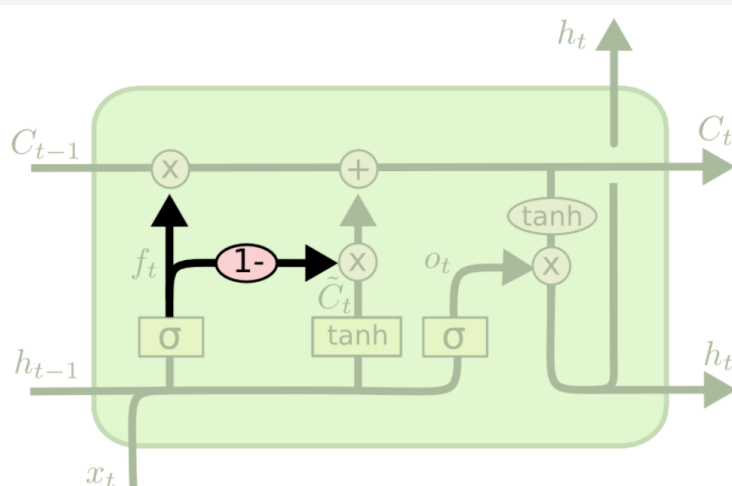 h_t
C_{t-1}
C_t
x
+
tanh
f_t
1-
x
C̃_t
o_t
x
σ
tanh
σ
h_{t-1}
h_t
x_t